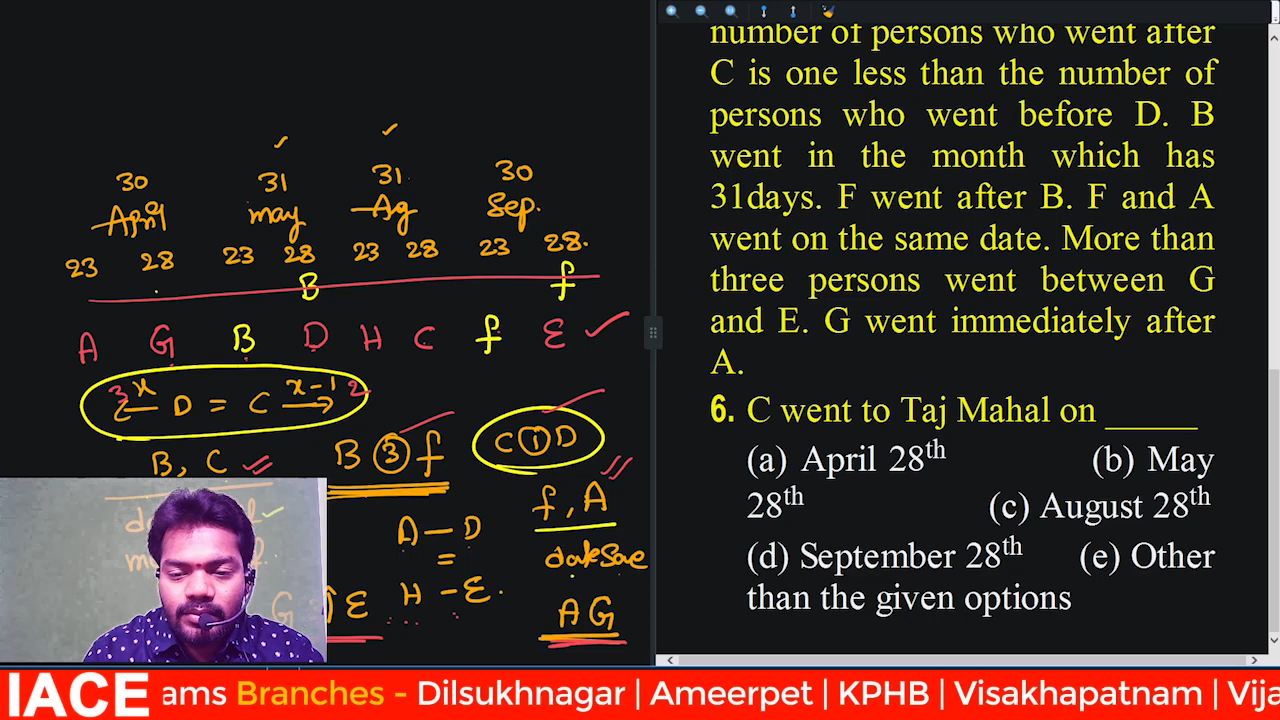 30 31 31 30
April may Ag Sep.
23 28 23 28 23 28 23 28.
B f
A G B D H C f E
3 x D = C x-1 2
B, C B 3 f C 1 D
f, A
A — D
=
H — E.
G E
A G
number of persons who went after
C is one less than the number of
persons who went before D. B
went in the month which has
31days. F went after B. F and A
went on the same date. More than
three persons went between G
and E. G went immediately after
A.
6. C went to Taj Mahal on ______
(a) April 28th (b) May
28th (c) August 28th
(d) September 28th (e) Other
than the given options
IACE ams Branches - Dilsukhnagar | Ameerpet | KPHB | Visakhapatnam | Vija